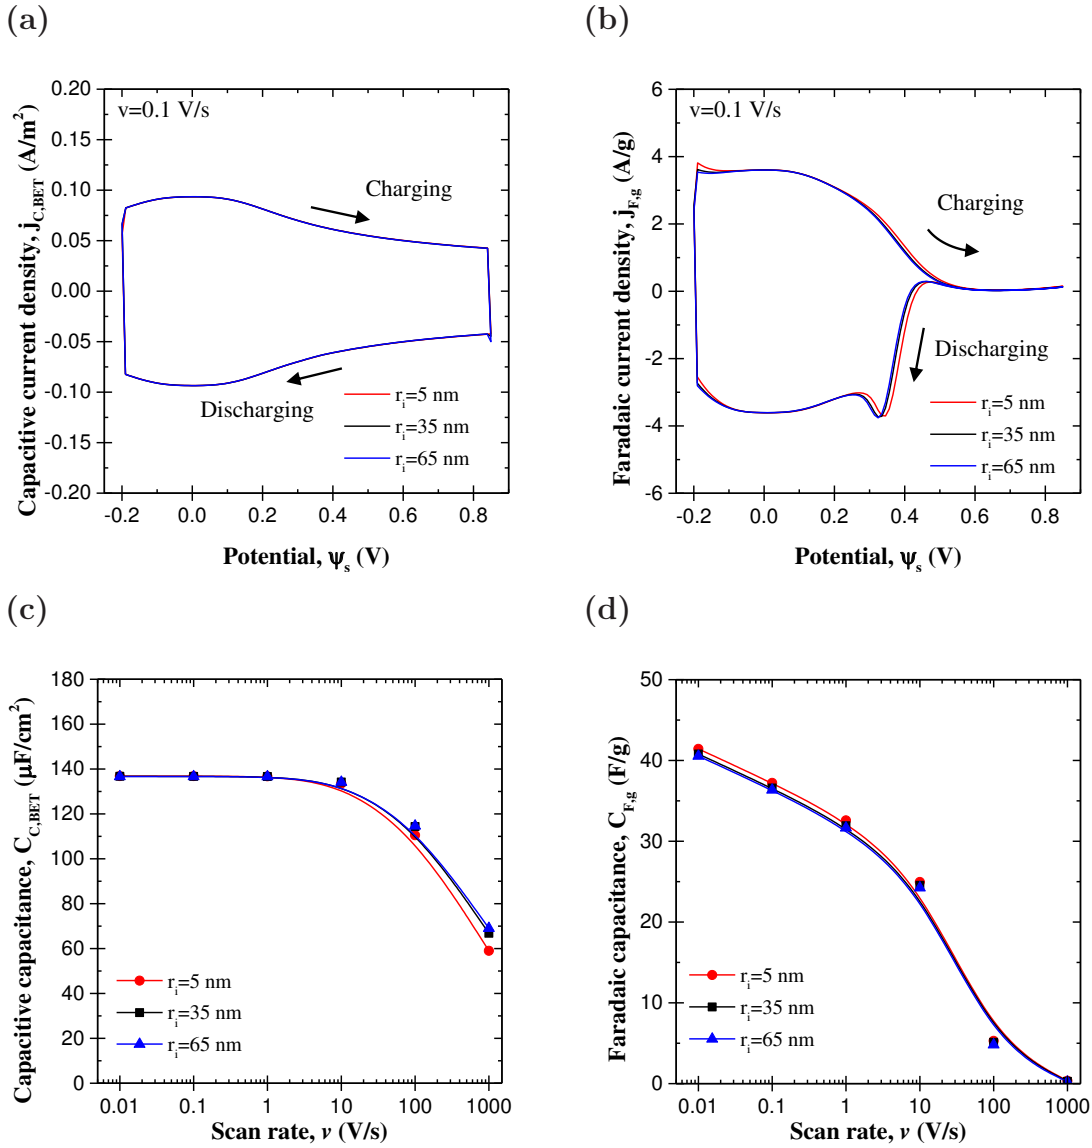 (a)
Capacitive current density, j_C,BET (A/m²)
0.20
0.15
0.10
0.05
0.00
-0.05
-0.10
-0.15
-0.20
v=0.1 V/s
Charging
Discharging
r_i=5 nm
r_i=35 nm
r_i=65 nm
-0.2 0.0 0.2 0.4 0.6 0.8
Potential, ψ_s (V)
(b)
Faradaic current density, j_F,g (A/g)
6
4
2
0
-2
-4
-6
v=0.1 V/s
Charging
Discharging
r_i=5 nm
r_i=35 nm
r_i=65 nm
-0.2 0.0 0.2 0.4 0.6 0.8
Potential, ψ_s (V)
(c)
Capacitive capacitance, C_C,BET (μF/cm²)
180
160
140
120
100
80
60
40
20
0
r_i=5 nm
r_i=35 nm
r_i=65 nm
0.01 0.1 1 10 100 1000
Scan rate, v (V/s)
(d)
Faradaic capacitance, C_F,g (F/g)
50
40
30
20
10
0
r_i=5 nm
r_i=35 nm
r_i=65 nm
0.01 0.1 1 10 100 1000
Scan rate, v (V/s)